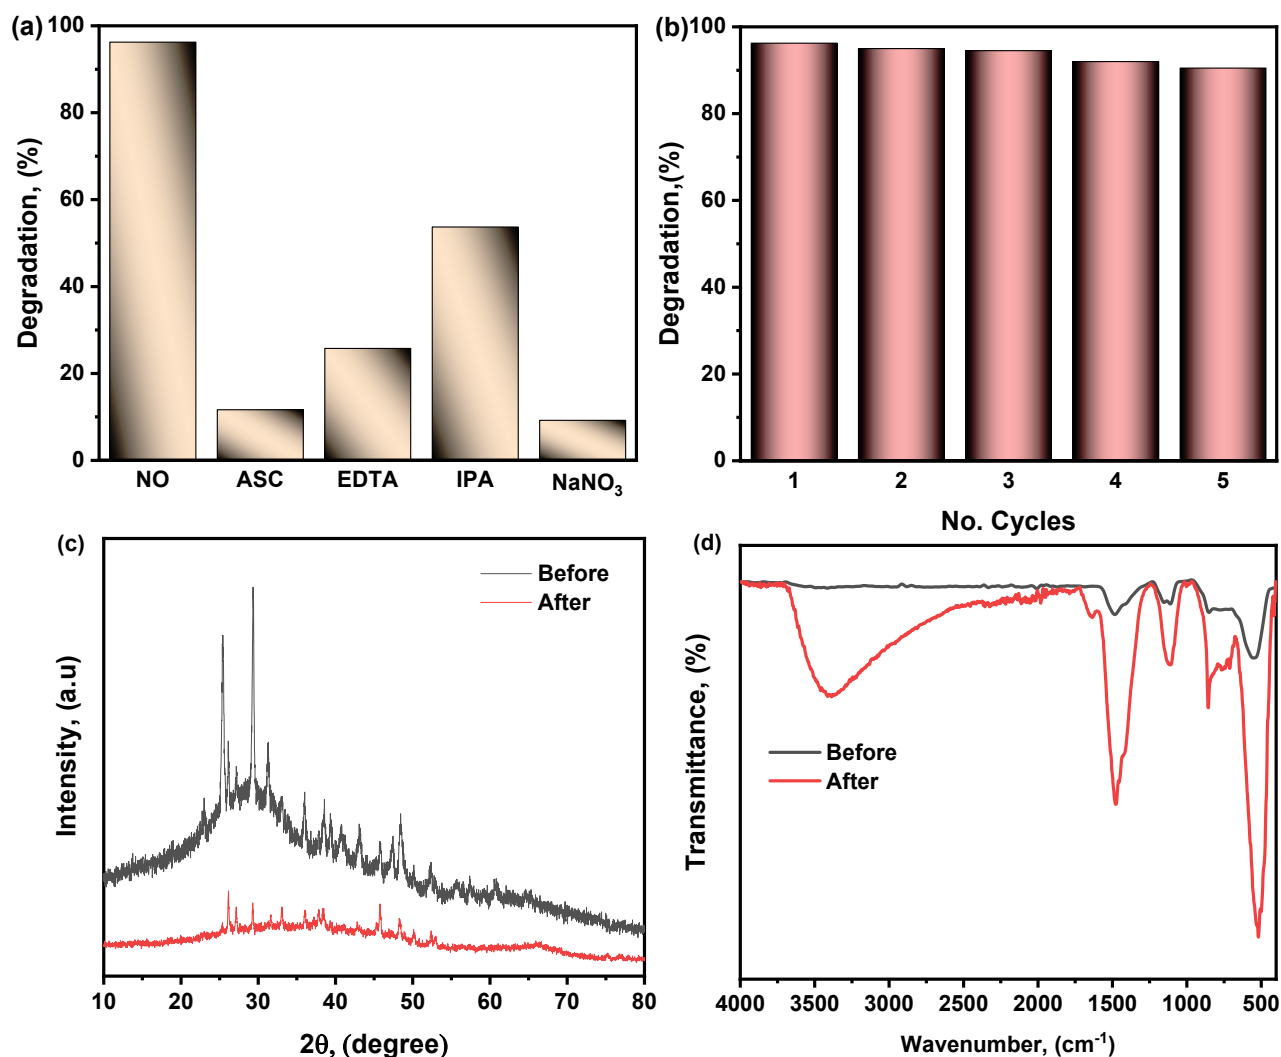 (a)
100
80
60
40
20
0
Degradation, (%)
NO ASC EDTA IPA NaNO₃
(b)
100
80
60
40
20
0
Degradation,(%)
1 2 3 4 5
No. Cycles
(c)
Before
After
Intensity, (a.u)
10 20 30 40 50 60 70 80
2θ, (degree)
(d)
Before
After
Transmittance, (%)
4000 3500 3000 2500 2000 1500 1000 500
Wavenumber, (cm⁻¹)